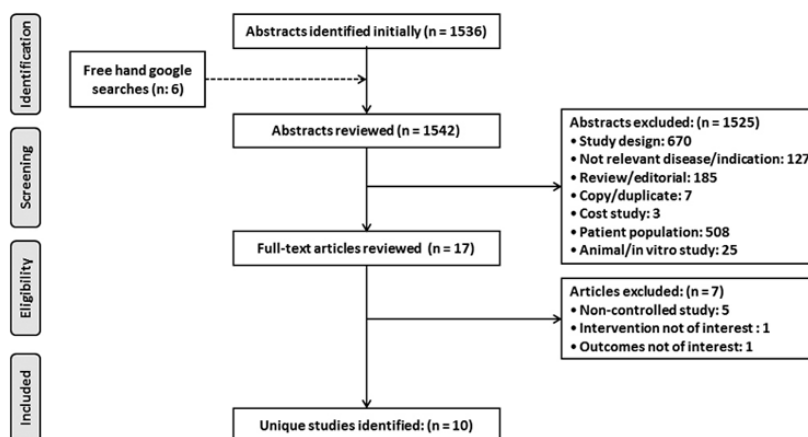 Identification
Abstracts identified initially (n = 1536)
Free hand google
searches (n: 6)
Screening
Abstracts reviewed (n = 1542)
Abstracts excluded: (n = 1525)
• Study design: 670
• Not relevant disease/indication: 127
• Review/editorial: 185
• Copy/duplicate: 7
• Cost study: 3
• Patient population: 508
• Animal/in vitro study: 25
Eligibility
Full-text articles reviewed (n = 17)
Articles excluded: (n = 7)
• Non-controlled study: 5
• Intervention not of interest : 1
• Outcomes not of interest: 1
Included
Unique studies identified: (n = 10)